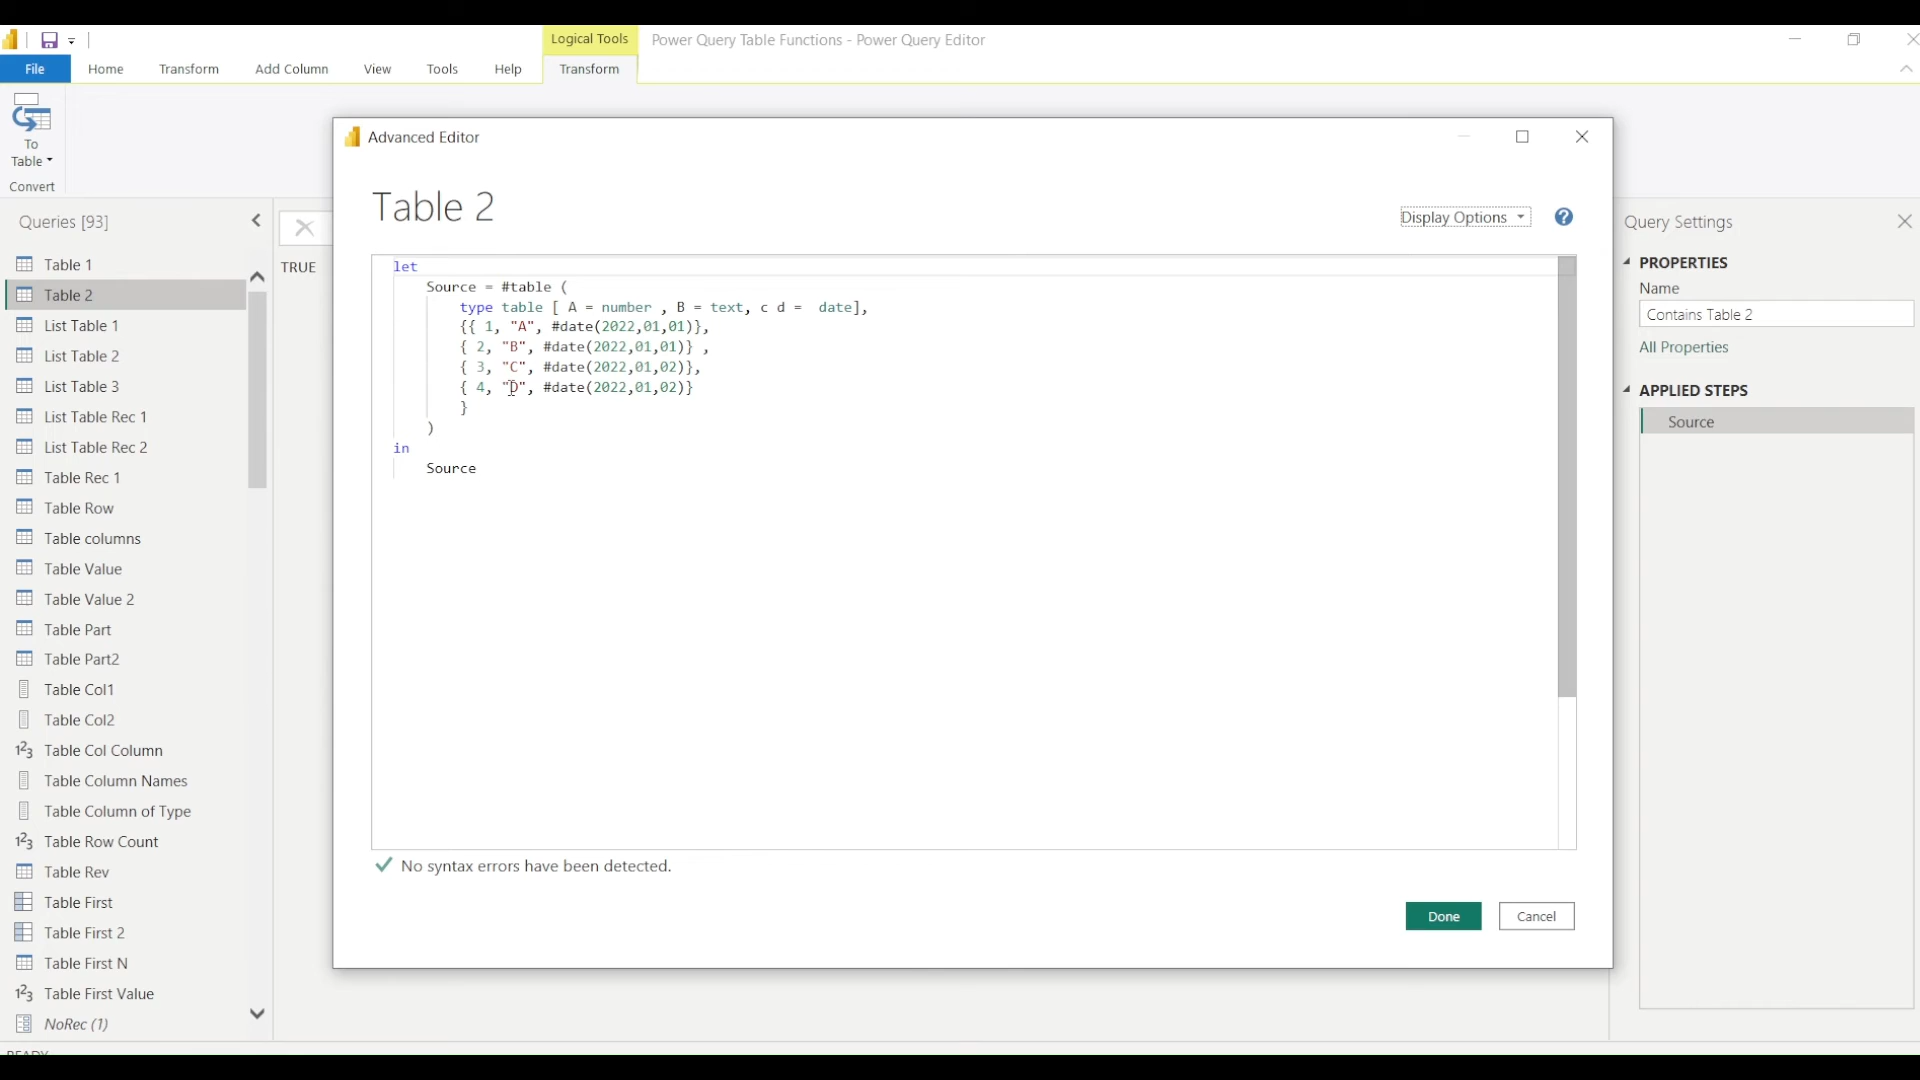 Logical Tools
Power Query Table Functions - Power Query Editor
File
Home
Transform
Add Column
View
Tools
Help
Transform
To
Table
Convert
Queries [93]
Table 1
Table 2
List Table 1
List Table 2
List Table 3
List Table Rec 1
List Table Rec 2
Table Rec 1
Table Row
Table columns
Table Value
Table Value 2
Table Part
Table Part2
Table Col1
Table Col2
Table Col Column
Table Column Names
Table Column of Type
Table Row Count
Table Rev
Table First
Table First 2
Table First N
Table First Value
NoRec (1)
READY
TRUE
Advanced Editor
Table 2
Display Options
let
Source = #table (
type table [ A = number , B = text, c d =  date],
{{ 1, "A", #date(2022,01,01)},
{ 2, "B", #date(2022,01,01)} ,
{ 3, "C", #date(2022,01,02)},
{ 4, "D", #date(2022,01,02)}
}
)
in
Source
No syntax errors have been detected.
Done
Cancel
Query Settings
PROPERTIES
Name
Contains Table 2
All Properties
APPLIED STEPS
Source